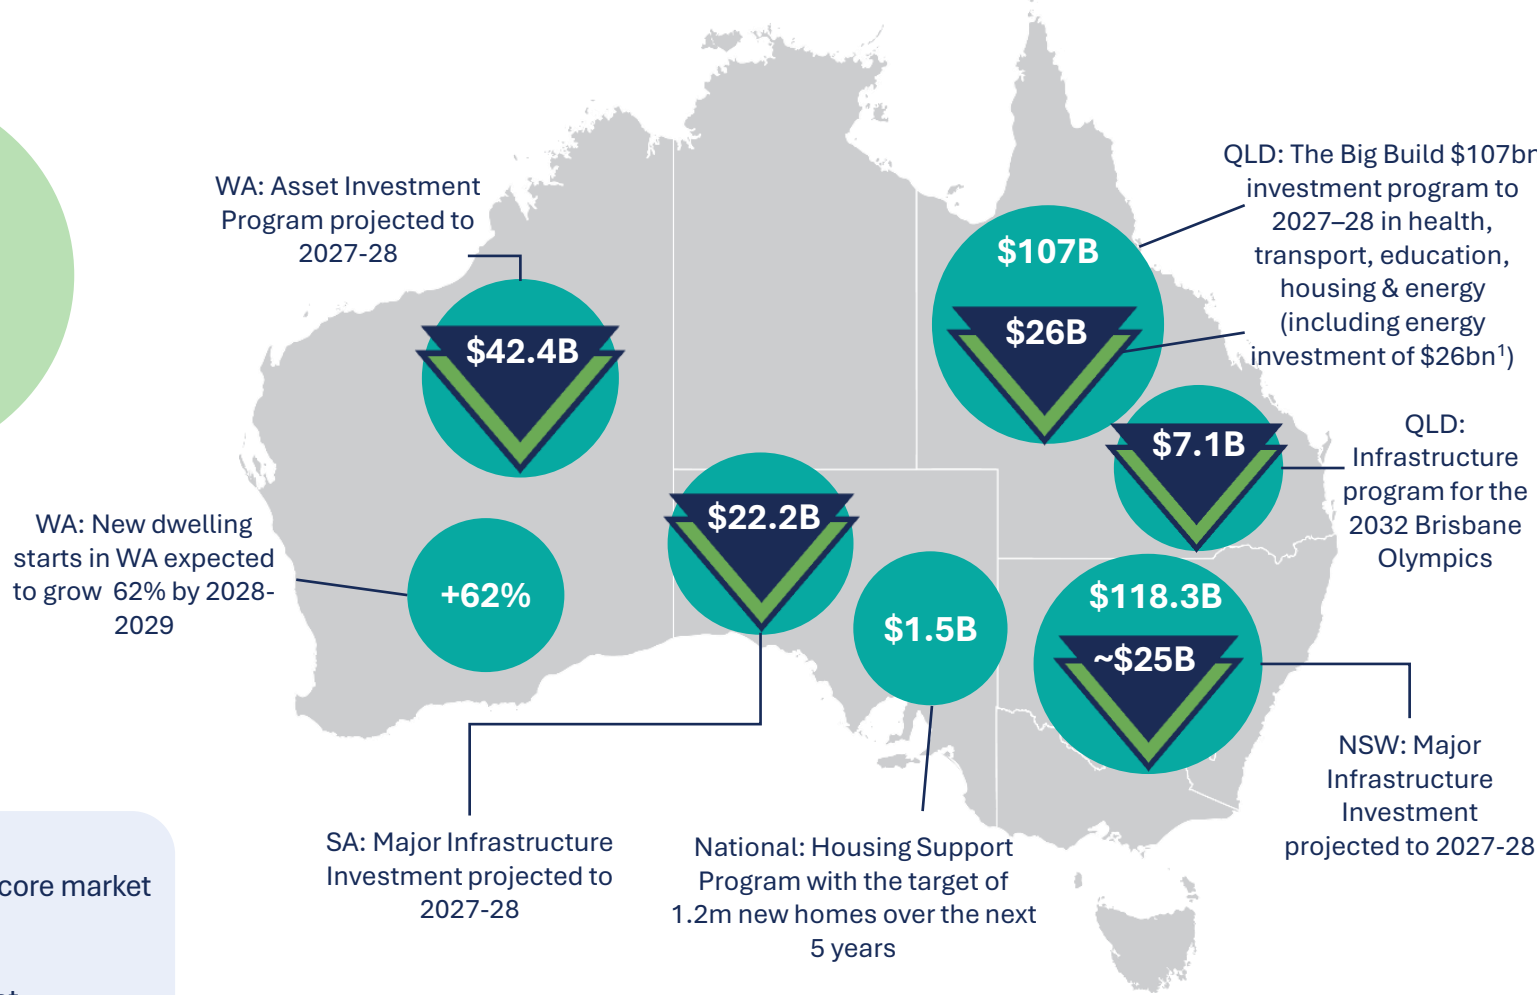 WA: Asset Investment
Program projected to
2027-28
$42.4B
QLD: The Big Build $107bn
investment program to
2027–28 in health,
transport, education,
housing & energy
(including energy
investment of $26bn¹)
$107B
$26B
QLD:
Infrastructure
program for the
2032 Brisbane
Olympics
$7.1B
WA: New dwelling
starts in WA expected
to grow  62% by 2028-
2029
+62%
$22.2B
$1.5B
$118.3B
~$25B
NSW: Major
Infrastructure
Investment
projected to 2027-28
SA: Major Infrastructure
Investment projected to
2027-28
National: Housing Support
Program with the target of
1.2m new homes over the next
5 years
core market